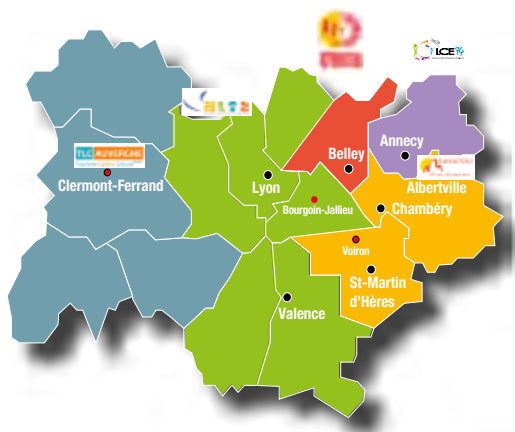 LCE74
TLC AUVERGNE
Clermont-Ferrand
Lyon
Belley
Annecy
Albertville
Bourgoin-Jallieu
Chambéry
Voiron
St-Martin
d'Hères
Valence